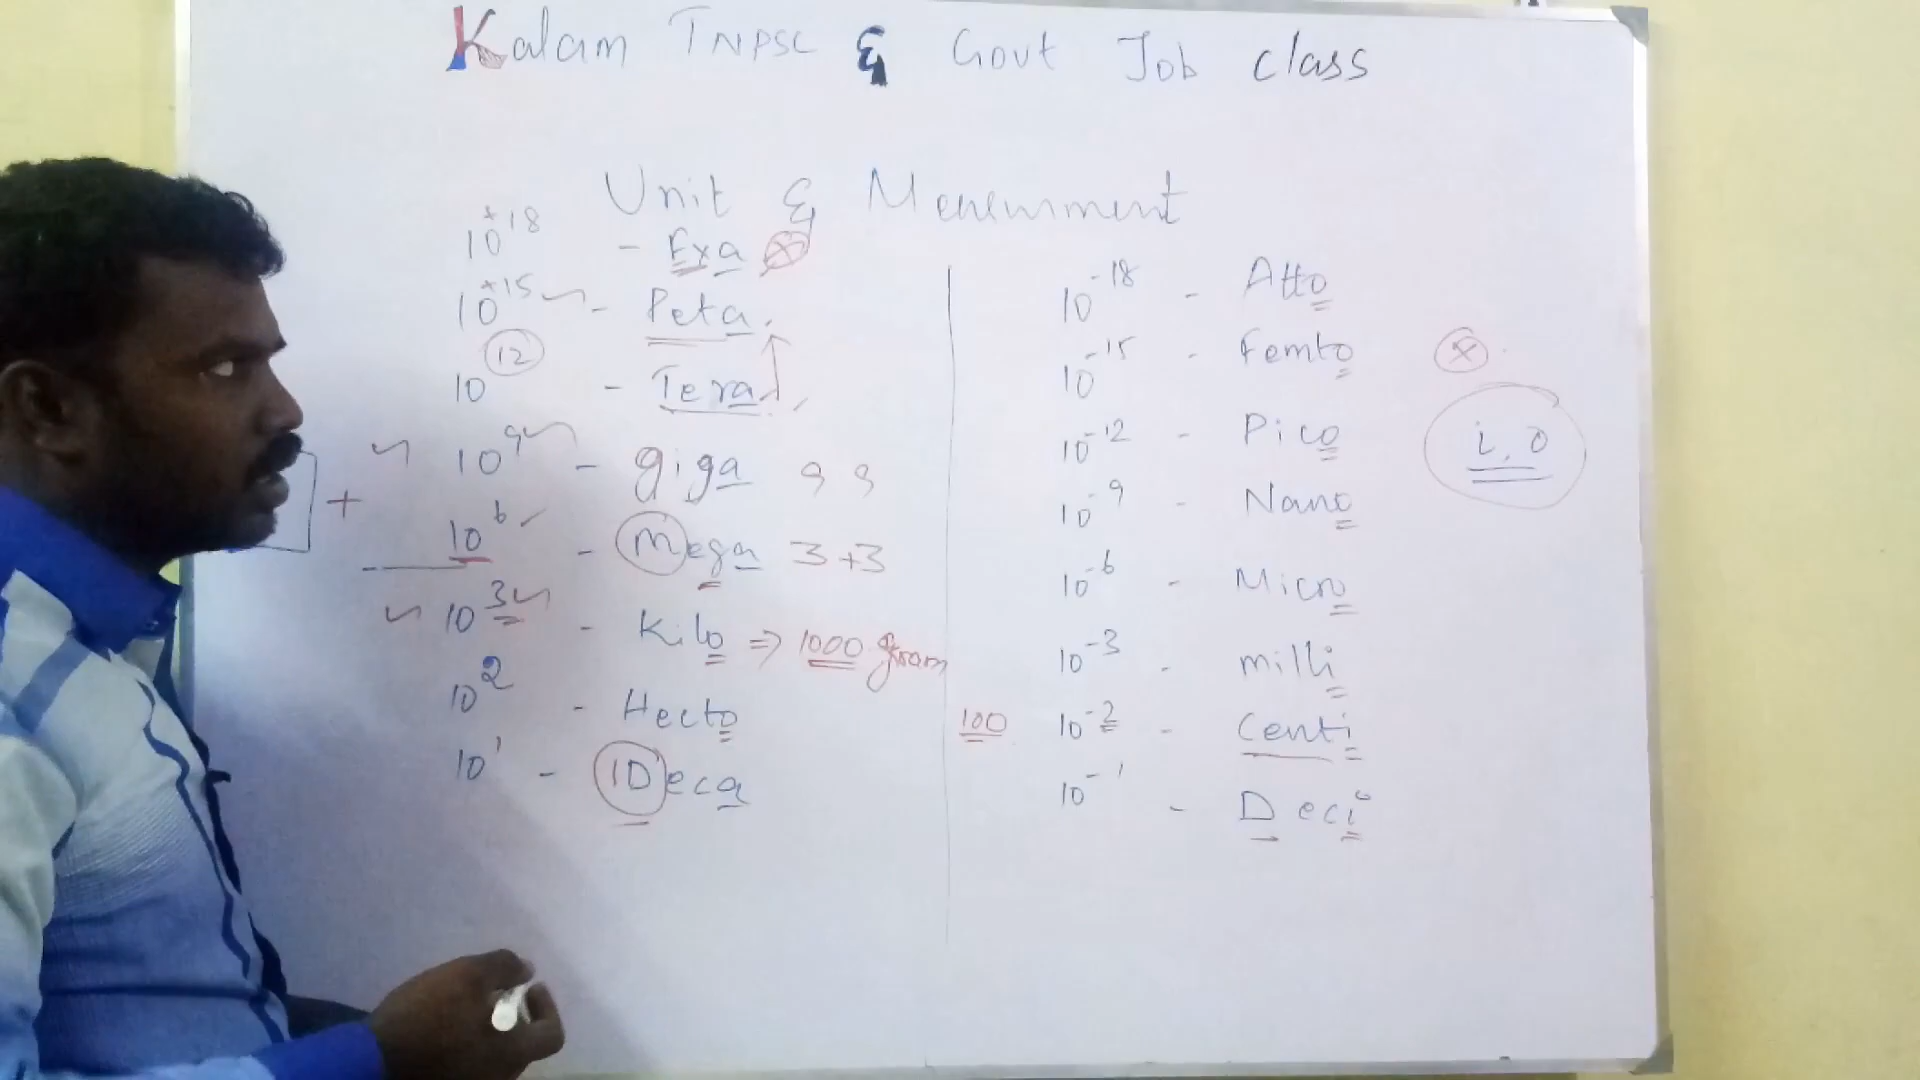 Kalam TNPSC & Govt Job class
Unit & Mensurment
10^+18 - Exa
10^+15 - Peta
10^12 - Tera
10^9 - giga 9 9
+ 10^6 - Mega 3+3
10^3 - Kilo => 1000 gram
10^2 - Hecto
10^1 - Deca
10^-18 - Atto
10^-15 - Femto
10^-12 - Pico
i, o
10^-9 - Nano
10^-6 - Micro
10^-3 - milli
100 10^-2 - Centi
10^-1 - Deci